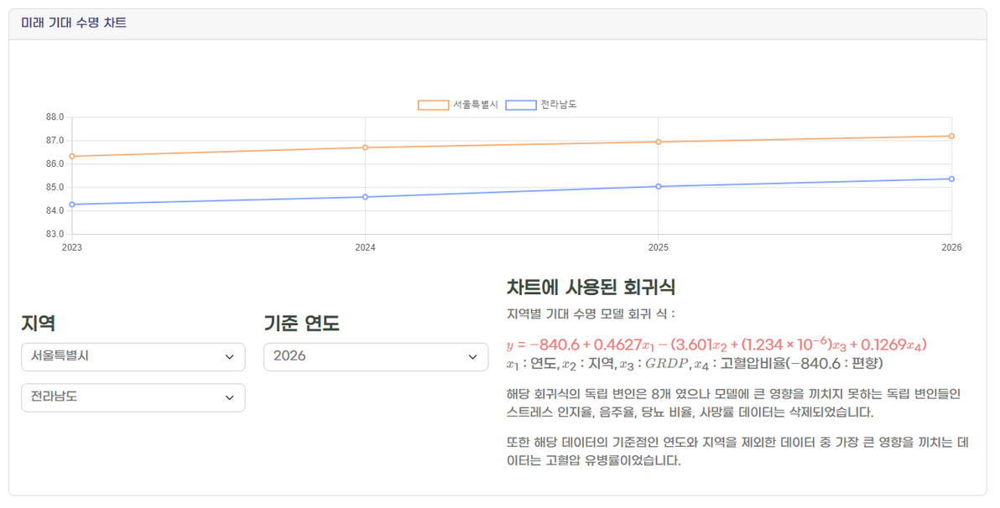 미래 기대 수명 차트
서울특별시 전라남도
88.0
87.0
86.0
85.0
84.0
83.0
2023 2024 2025 2026
지역
서울특별시
전라남도
기준 연도
2026
차트에 사용된 회귀식
지역별 기대 수명 모델 회귀 식 :
y = −840.6 + 0.4627x₁ − (3.601x₂ + (1.234 × 10⁻⁶)x₃ + 0.1269x₄)
x₁ : 연도, x₂ : 지역, x₃ : GRDP, x₄ : 고혈압비율(−840.6 : 편향)
해당 회귀식의 독립 변인은 8개 였으나 모델에 큰 영향을 끼치지 못하는 독립 변인들인
스트레스 인지율, 음주율, 당뇨 비율, 사망률 데이터는 삭제되었습니다.
또한 해당 데이터의 기준점인 연도와 지역을 제외한 데이터 중 가장 큰 영향을 끼치는 데
이터는 고혈압 유병률이었습니다.